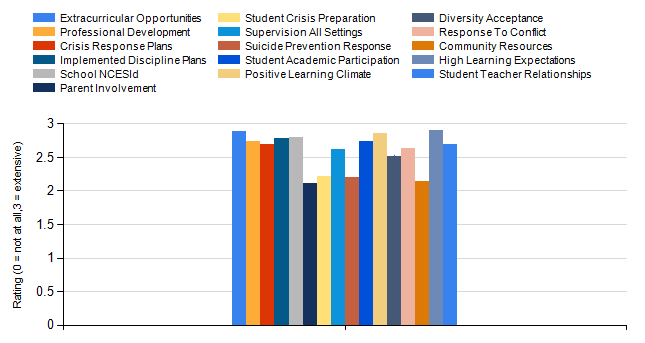 Extracurricular Opportunities
Student Crisis Preparation
Diversity Acceptance
Professional Development
Supervision All Settings
Response To Conflict
Crisis Response Plans
Suicide Prevention Response
Community Resources
Implemented Discipline Plans
Student Academic Participation
High Learning Expectations
School NCESId
Positive Learning Climate
Student Teacher Relationships
Parent Involvement
Rating (0 = not at all,3 = extensive)
3
2.5
2
1.5
1
0.5
0